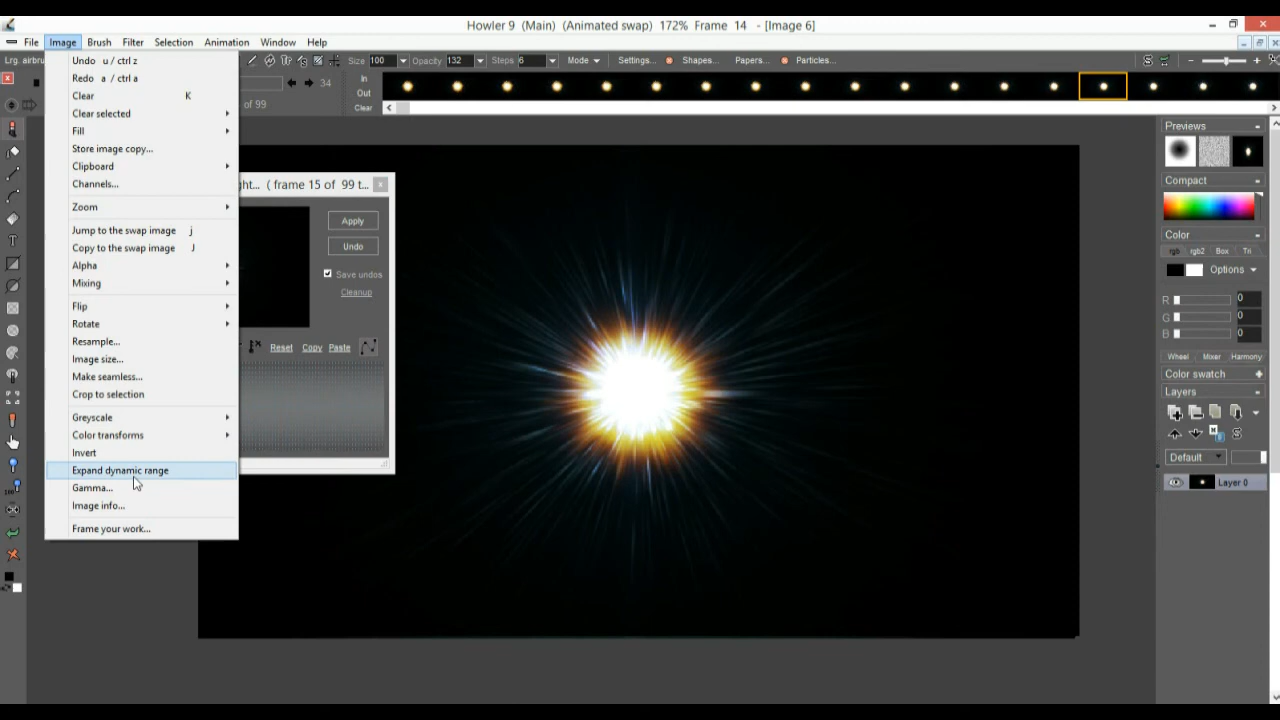 Howler 9 (Main) (Animated swap) 172% Frame 14 - [Image 6]
File Image Brush Filter Selection Animation Window Help
Size 100 Opacity 132 Steps 6 Mode Settings... Shapes... Papers... Particles...
Undo u / ctrl z
Redo a / ctrl a
Clear K
Clear selected
Fill
Store image copy...
Clipboard
Channels...
Zoom
Jump to the swap image j
Copy to the swap image J
Alpha
Mixing
Flip
Rotate
Resample...
Image size...
Make seamless...
Crop to selection
Greyscale
Color transforms
Invert
Expand dynamic range
Gamma...
Image info...
Frame your work...
34
of 99
In
Out
Clear
ght... ( frame 15 of 99 t...
Apply
Undo
Save undos
Cleanup
Reset Copy Paste
Previews
Compact
Color
rgb rgb2 Box Tri
Options
R 0
G 0
B 0
Wheel Mixer Harmony
Color swatch
Layers
Default
Layer 0
100